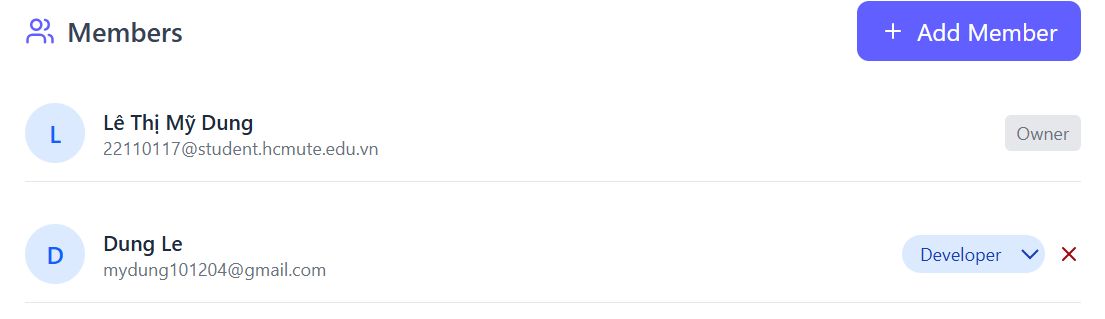 Members
+ Add Member
L
Lê Thị Mỹ Dung
22110117@student.hcmute.edu.vn
Owner
D
Dung Le
mydung101204@gmail.com
Developer